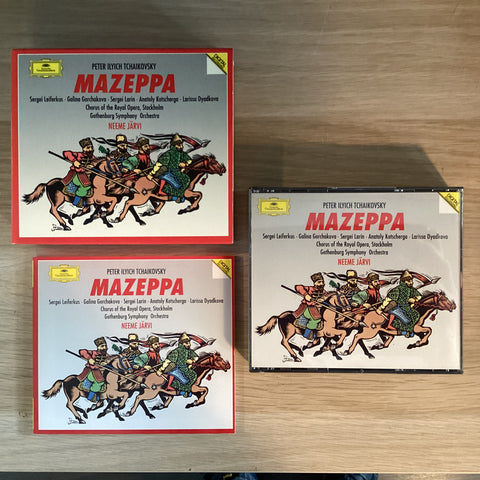 PETER ILYICH TCHAIKOVSKY
MAZEPPA
Sergei Leiferkus · Galina Gorchakova · Sergei Larin · Anatoly Kotscherga · Larissa Dyadkova
Chorus of the Royal Opera, Stockholm
Gothenburg Symphony Orchestra
NEEME JÄRVI
PETER ILYICH TCHAIKOVSKY
MAZEPPA
Sergei Leiferkus · Galina Gorchakova · Sergei Larin · Anatoly Kotscherga · Larissa Dyadkova
Chorus of the Royal Opera, Stockholm
Gothenburg Symphony Orchestra
NEEME JÄRVI
PETER ILYICH TCHAIKOVSKY
MAZEPPA
Sergei Leiferkus · Galina Gorchakova · Sergei Larin · Anatoly Kotscherga · Larissa Dyadkova
Chorus of the Royal Opera, Stockholm
Gothenburg Symphony Orchestra
NEEME JÄRVI